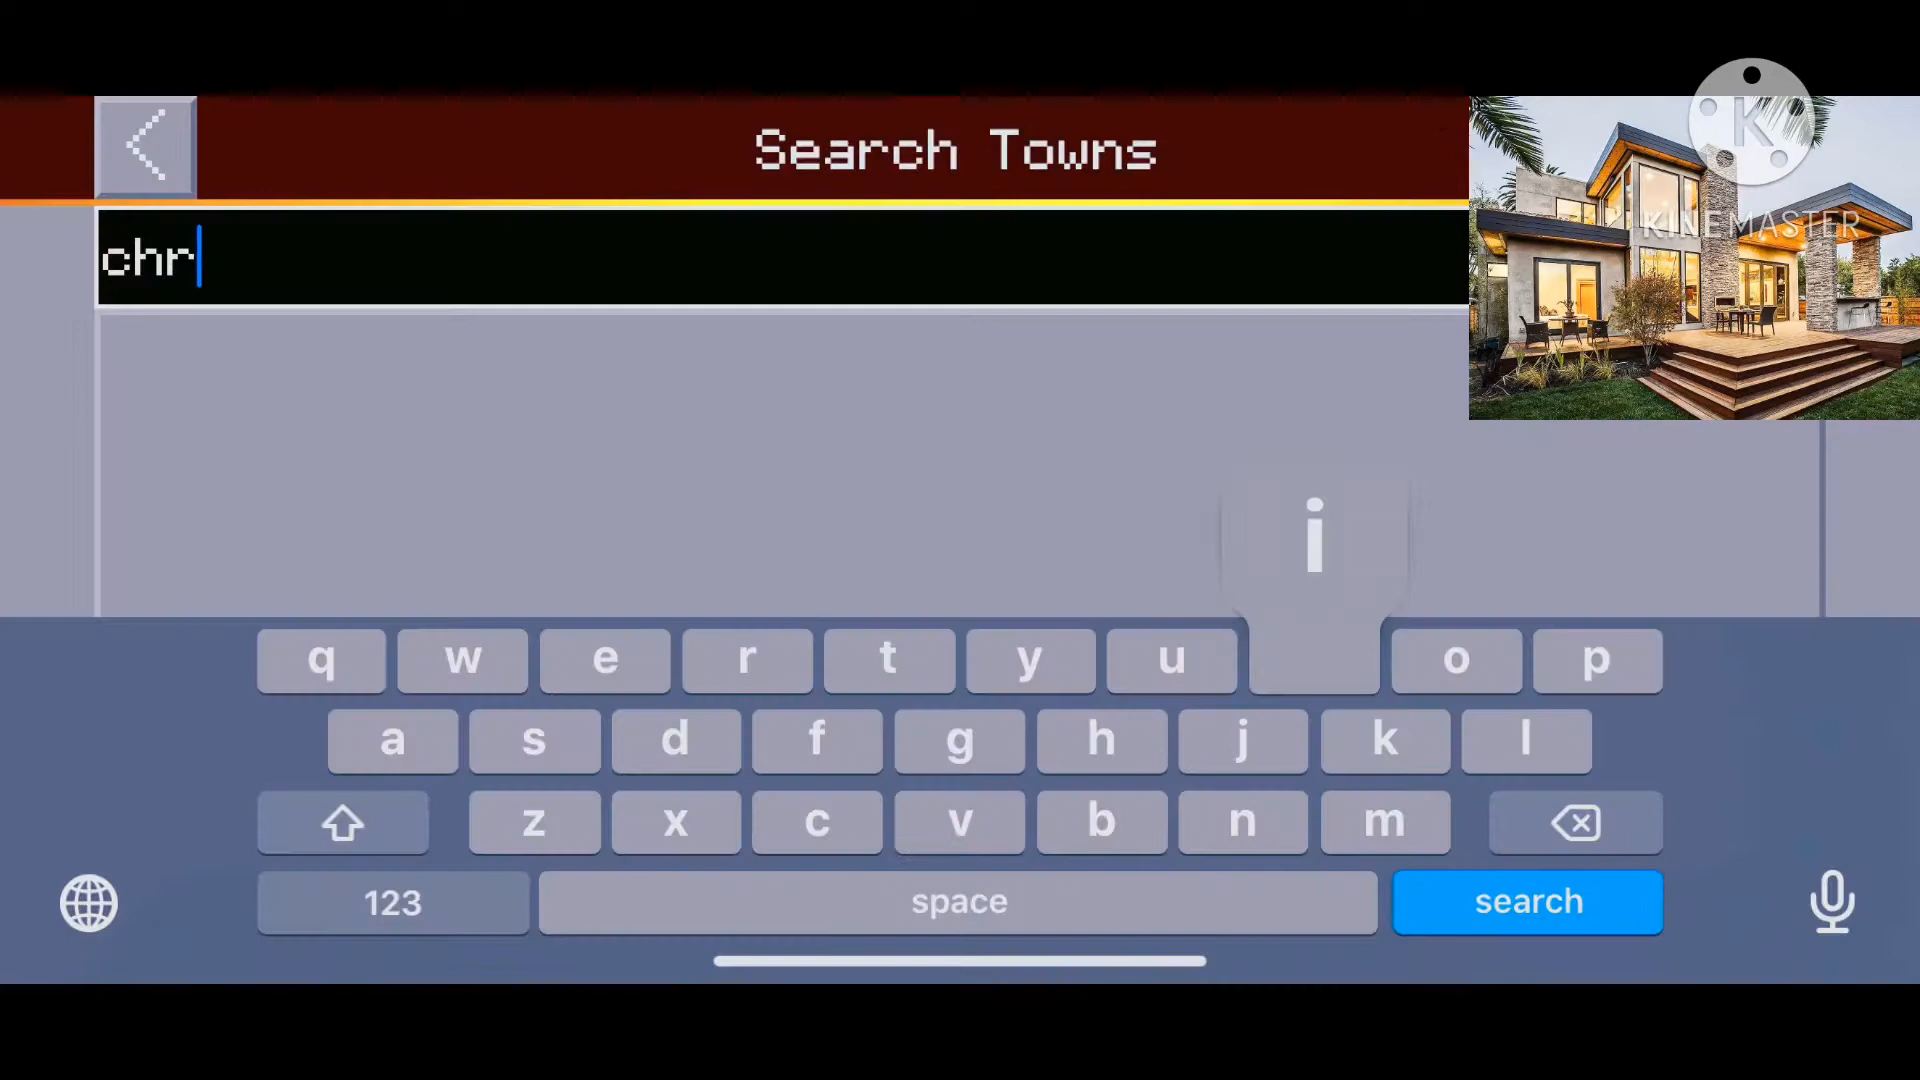 Search Towns
K
KINEMASTER
chr
i
q w e r t y u o p
a s d f g h j k l
z x c v b n m
123 space search